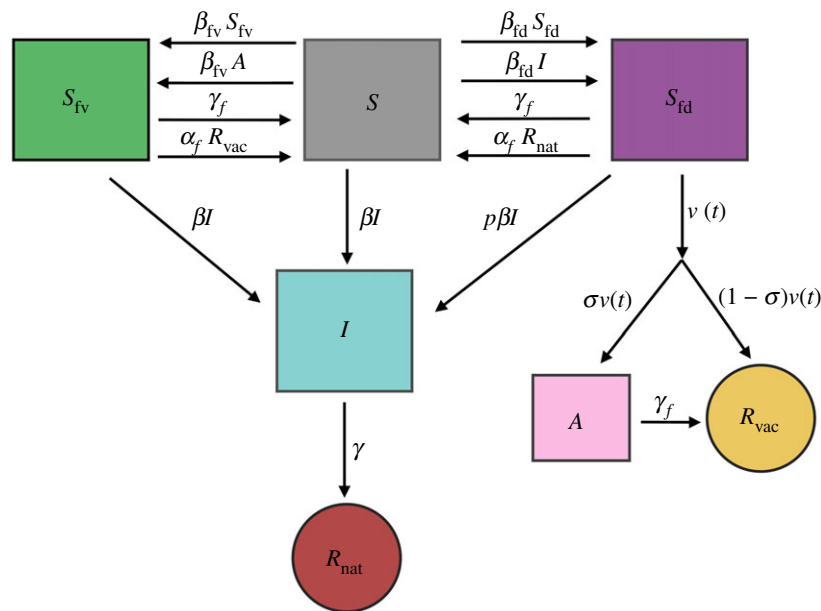 β_fv S_fv
β_fd S_fd
β_fv A
β_fd I
S_fv
S
S_fd
γ_f
γ_f
α_f R_vac
α_f R_nat
βI
βI
pβI
v (t)
σv(t)
(1 − σ)v(t)
I
A
γ_f
R_vac
γ
R_nat